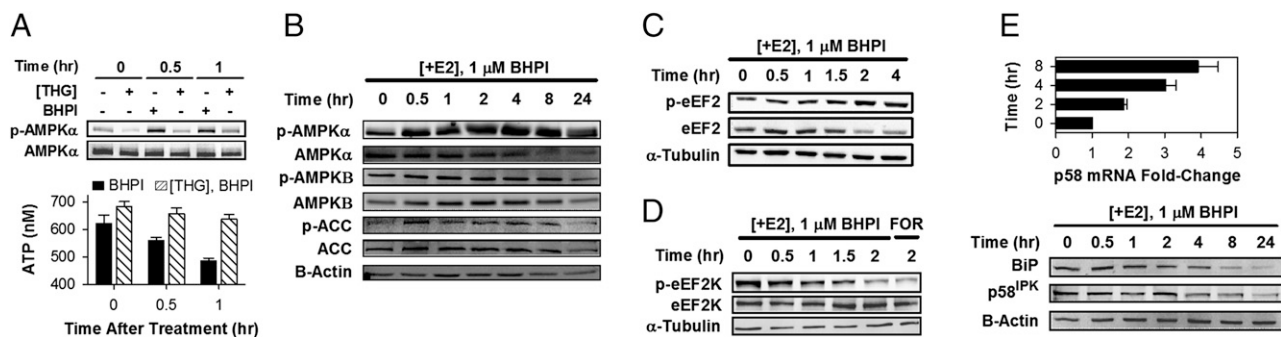 A
Time (hr) 0 0.5 1
[THG] - + - + - +
BHPI - - + + + +
p-AMPKα
AMPKα
BHPI [THG], BHPI
ATP (nM)
700
600
500
400
0 0.5 1
Time After Treatment (hr)
B
[+E2], 1 μM BHPI
Time (hr) 0 0.5 1 2 4 8 24
p-AMPKα
AMPKα
p-AMPKB
AMPKB
p-ACC
ACC
B-Actin
C
[+E2], 1 μM BHPI
Time (hr) 0 0.5 1 1.5 2 4
p-eEF2
eEF2
α-Tubulin
D
[+E2], 1 μM BHPI FOR
Time (hr) 0 0.5 1 1.5 2 2
p-eEF2K
eEF2K
α-Tubulin
E
Time (hr)
8
4
2
0
0 1 2 3 4 5
p58 mRNA Fold-Change
[+E2], 1 μM BHPI
Time (hr) 0 0.5 1 2 4 8 24
BiP
p58IPK
B-Actin